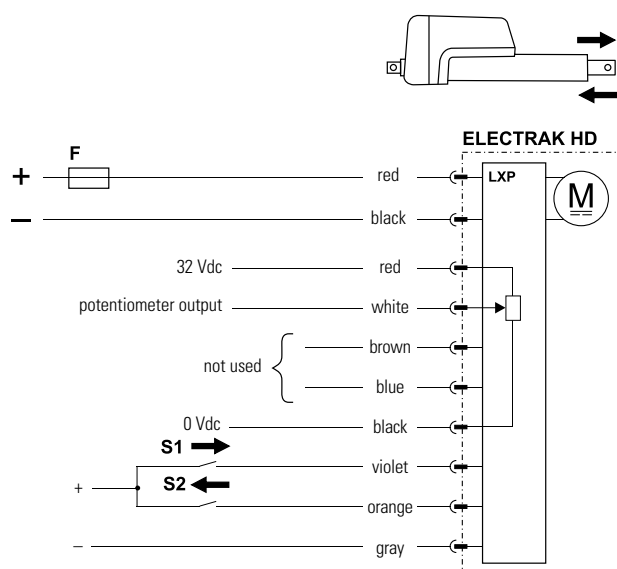 ELECTRAK HD
F
+ red LXP
M
– black
32 Vdc red
potentiometer output white
brown
not used
blue
0 Vdc black
S1
violet
S2
+
orange
– gray